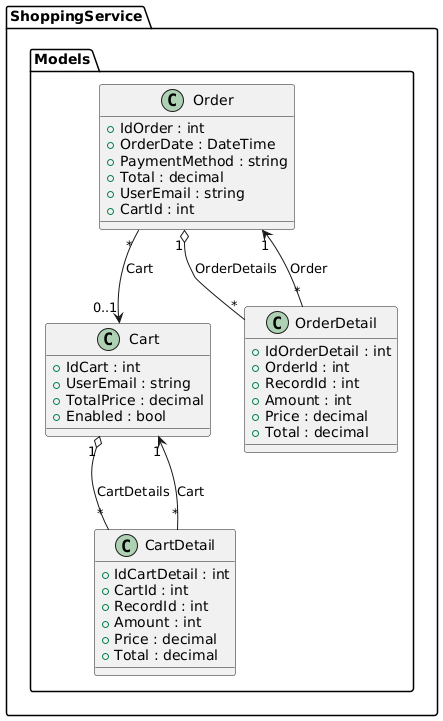 ShoppingService
Models
C Order
IdOrder : int
OrderDate : DateTime
PaymentMethod : string
Total : decimal
UserEmail : string
CartId : int
* 1 1
Cart OrderDetails Order
0..1 * *
C Cart
IdCart : int
UserEmail : string
TotalPrice : decimal
Enabled : bool
C OrderDetail
IdOrderDetail : int
OrderId : int
RecordId : int
Amount : int
Price : decimal
Total : decimal
1 1
CartDetails Cart
* *
C CartDetail
IdCartDetail : int
CartId : int
RecordId : int
Amount : int
Price : decimal
Total : decimal